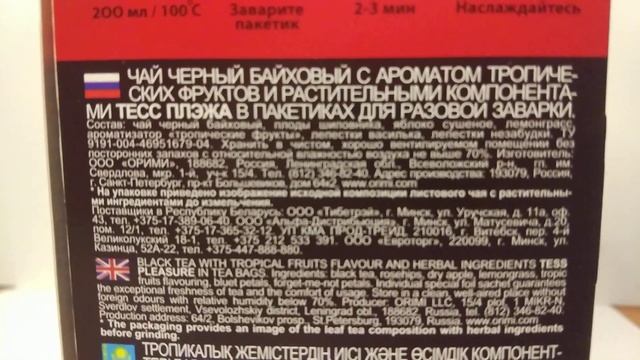 200 мл / 100°С Заварите пакетик 2-3 мин Наслаждайтесь
ЧАЙ ЧЕРНЫЙ БАЙХОВЫЙ С АРОМАТОМ ТРОПИЧЕ-
СКИХ ФРУКТОВ И РАСТИТЕЛЬНЫМИ КОМПОНЕНТА-
МИ ТЕСС ПЛЭЖА В ПАКЕТИКАХ ДЛЯ РАЗОВОЙ ЗАВАРКИ.
Состав: чай черный байховый, плоды шиповника, яблоко сушеное, лемонграсс,
ароматизатор «тропические фрукты», лепестки василька, лепестки незабудки. ТУ
9191-004-46951679-04. Хранить в чистом, хорошо вентилируемом помещении без
посторонних запахов с относительной влажностью воздуха не выше 70%. Изготовитель:
ООО «ОРИМИ», 188682, Россия, Ленинградская обл., Всеволожский р-н, гп. им.
Свердлова, мкр. 1-й, уч-к 15/4. Тел. (812) 346-82-40. Адрес производства: 193079, Россия,
г. Санкт-Петербург, пр-кт Большевиков, дом 64к2. www.orimi.com.
* На упаковке приведено изображение исходной композиции листового чая с растительны-
ми ингредиентами до измельчения.
Поставщики в Республику Беларусь: ООО «Тибетрэй», г. Минск, ул. Уручская, д. 11а, оф.
43, тел. +375-17-389-06-40. ООО «Альфа-Дистрибьюция», г. Минск, ул. Матусевича, д.20,
пом. 12/1, тел. +375-17-365-32-12. УП КМА ПРОД-ТРЕЙД, 210016, г. Витебск, пер. 4-й
Великолукский 18-1, тел. +375 212 533 391. ООО «Евроторг», 220099, г. Минск, ул.
Казинца, 52А-22, тел. +375-447-888-880.
BLACK TEA WITH TROPICAL FRUITS FLAVOUR AND HERBAL INGREDIENTS TESS
PLEASURE IN TEA BAGS. Ingredients: black tea, rosehips, dry apple, lemongrass, tropic
fruits flavouring, bluet petals, forget-me-not petals. Individual special foil sachet guarantees
the exceptional freshness of tea and the comfort of usage. Store in a clean, well-aired place without
foreign odours with relative humidity below 70%. Producer: ORIMI LLC, 15/4 plot, 1 MIKR-N,
Sverdlov settlement, Vsevolozhsky district, Leningrad obl., 188682, Russia, tel. (812) 346-82-40.
Production address: 64/2, Bolshevikov prosp., St.Petersburg, 193079, Russia. www.orimi.com.
* The packaging provides an image of the leaf tea composition with herbal ingredients
before grinding.
ТРОПИКАЛЫҚ ЖЕМІСТЕРДІҢ ИІСІ ЖӘНЕ ӨСІМДІК КОМПОНЕНТ-